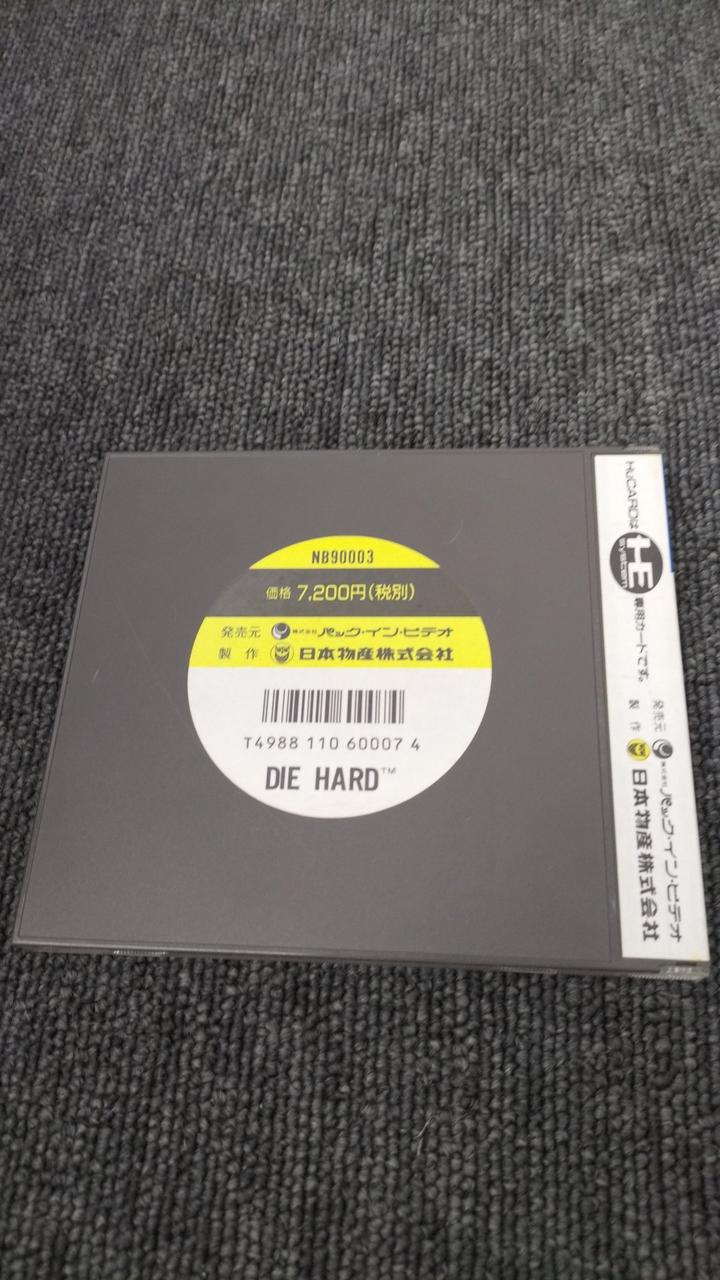 NB90003
価格 7,200円(税別)
発売元 株式会社 パック・イン・ビデオ
製作 日本物産株式会社
T4988 110 60007 4
DIE HARD™
HuCARDは
HE
system
専用カードです。
発売元 株式会社 パック・イン・ビデオ
製作 日本物産株式会社